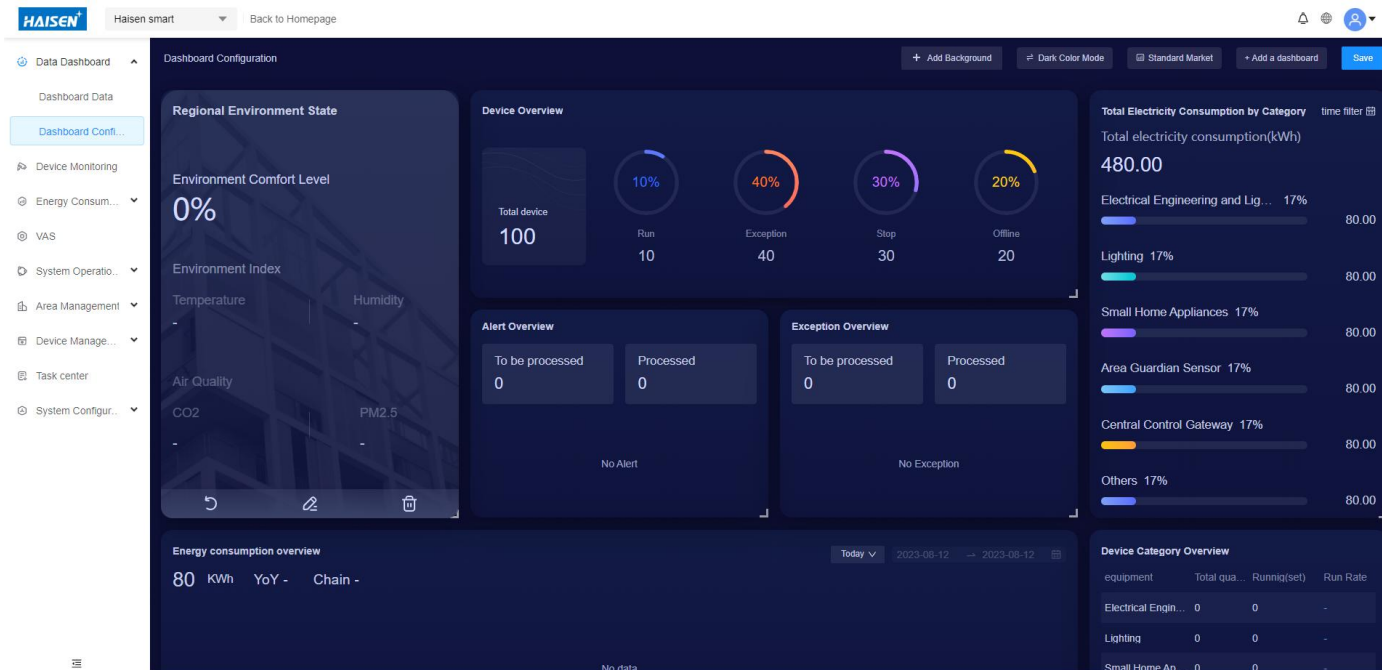 HAISEN+
Haisen smart
Back to Homepage
Data Dashboard
Dashboard Data
Dashboard Confi...
Device Monitoring
Energy Consum...
VAS
System Operatio...
Area Management
Device Manage...
Task center
System Configur...
Dashboard Configuration
+ Add Background
Dark Color Mode
Standard Market
+ Add a dashboard
Save
Regional Environment State
Environment Comfort Level
0%
Environment Index
Temperature Humidity
- -
Air Quality
CO2 PM2.5
- -
Device Overview
Total device
100
10% 40% 30% 20%
Run Exception Stop Offline
10 40 30 20
Alert Overview
To be processed Processed
0 0
No Alert
Exception Overview
To be processed Processed
0 0
No Exception
Total Electricity Consumption by Category time filter
Total electricity consumption(kWh)
480.00
Electrical Engineering and Lig... 17%
80.00
Lighting 17%
80.00
Small Home Appliances 17%
80.00
Area Guardian Sensor 17%
80.00
Central Control Gateway 17%
80.00
Others 17%
80.00
Energy consumption overview
Today 2023-08-12 → 2023-08-12
80 KWh YoY - Chain -
No data
Device Category Overview
equipment Total qua... Runnig(set) Run Rate
Electrical Engin... 0 0 -
Lighting 0 0 -
Small Home An... 0 0 -